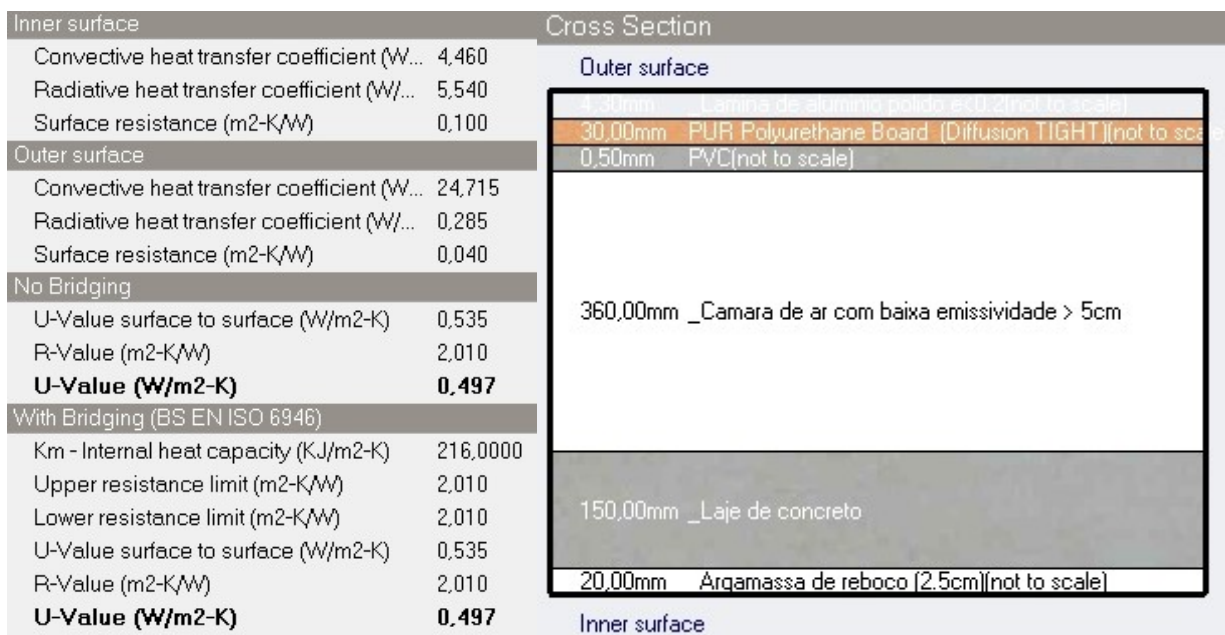 Inner surface
Convective heat transfer coefficient (W... 4,460
Radiative heat transfer coefficient (W/... 5,540
Surface resistance (m2-K/W) 0,100
Outer surface
Convective heat transfer coefficient (W... 24,715
Radiative heat transfer coefficient (W/... 0,285
Surface resistance (m2-K/W) 0,040
No Bridging
U-Value surface to surface (W/m2-K) 0,535
R-Value (m2-K/W) 2,010
U-Value (W/m2-K) 0,497
With Bridging (BS EN ISO 6946)
Km - Internal heat capacity (KJ/m2-K) 216,0000
Upper resistance limit (m2-K/W) 2,010
Lower resistance limit (m2-K/W) 2,010
U-Value surface to surface (W/m2-K) 0,535
R-Value (m2-K/W) 2,010
U-Value (W/m2-K) 0,497
Cross Section
Outer surface
4,30mm _Lamina de aluminio polido e<0.2(not to scale)
30,00mm PUR Polyurethane Board (Diffusion TIGHT)(not to sca
0,50mm PVC(not to scale)
360,00mm _Camara de ar com baixa emissividade > 5cm
150,00mm _Laje de concreto
20,00mm Argamassa de reboco (2.5cm)(not to scale)
Inner surface